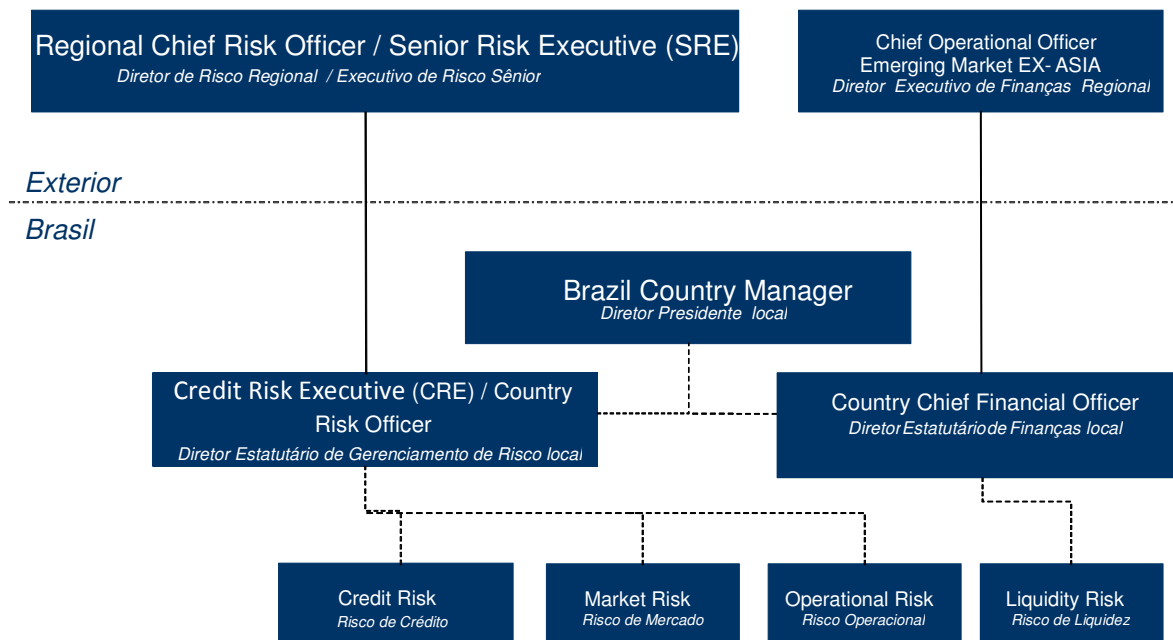 Regional Chief Risk Officer / Senior Risk Executive (SRE)
Diretor de Risco Regional / Executivo de Risco Sênior
Chief Operational Officer
Emerging Market EX- ASIA
Diretor Executivo de Finanças Regional
Exterior
Brasil
Brazil Country Manager
Diretor Presidente local
Credit Risk Executive (CRE) / Country
Risk Officer
Diretor Estatutário de Gerenciamento de Risco local
Country Chief Financial Officer
Diretor Estatutário de Finanças local
Credit Risk
Risco de Crédito
Market Risk
Risco de Mercado
Operational Risk
Risco Operacional
Liquidity Risk
Risco de Liquidez